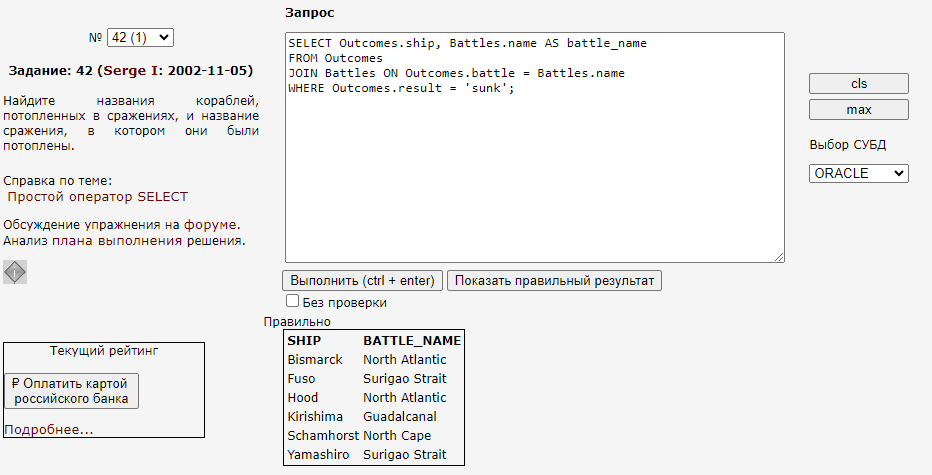 № 42 (1)
Задание: 42 (Serge I: 2002-11-05)
Найдите названия кораблей,
потопленных в сражениях, и название
сражения, в котором они были
потоплены.
Справка по теме:
Простой оператор SELECT
Обсуждение упражнения на форуме.
Анализ плана выполнения решения.
Запрос
SELECT Outcomes.ship, Battles.name AS battle_name
FROM Outcomes
JOIN Battles ON Outcomes.battle = Battles.name
WHERE Outcomes.result = 'sunk';
cls
max
Выбор СУБД
ORACLE
Выполнить (ctrl + enter) Показать правильный результат
Без проверки
Правильно
SHIP BATTLE_NAME
Bismarck North Atlantic
Fuso Surigao Strait
Hood North Atlantic
Kirishima Guadalcanal
Schamhorst North Cape
Yamashiro Surigao Strait
Текущий рейтинг
₽ Оплатить картой
российского банка
Подробнее...